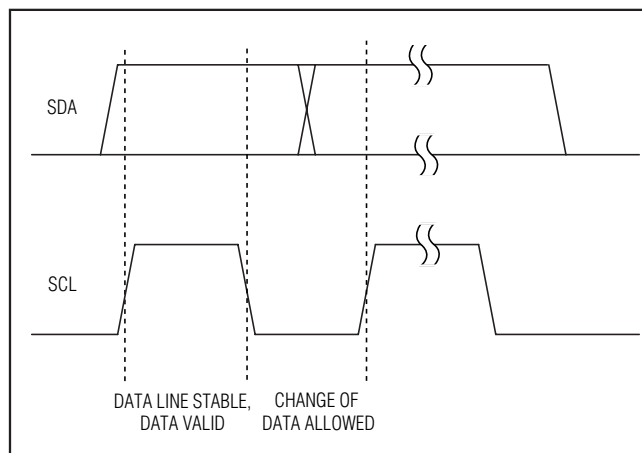 SDA
SCL
DATA LINE STABLE,
DATA VALID
CHANGE OF
DATA ALLOWED